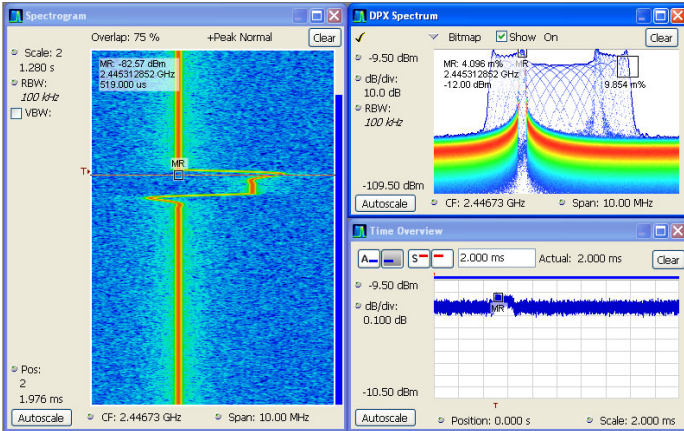 Spectrogram
Overlap: 75 %
+Peak Normal
Clear
Scale: 2
1.280 s
RBW:
100 kHz
VBW:
MR: -82.57 dBm
2.445312852 GHz
519.000 us
MR
T
Pos:
2
1.976 ms
Autoscale
CF: 2.44673 GHz
Span: 10.00 MHz
DPX Spectrum
Bitmap
Show
On
Clear
-9.50 dBm
dB/div:
10.0 dB
RBW:
100 kHz
-109.50 dBm
MR: 4.096 m%
2.445312852 GHz
-12.00 dBm
MR
9.854 m%
Autoscale
CF: 2.44673 GHz
Span: 10.00 MHz
Time Overview
A
S
2.000 ms
Actual: 2.000 ms
Clear
-9.50 dBm
dB/div:
0.100 dB
MR
-10.50 dBm
T
Autoscale
Position: 0.000 s
Scale: 2.000 ms